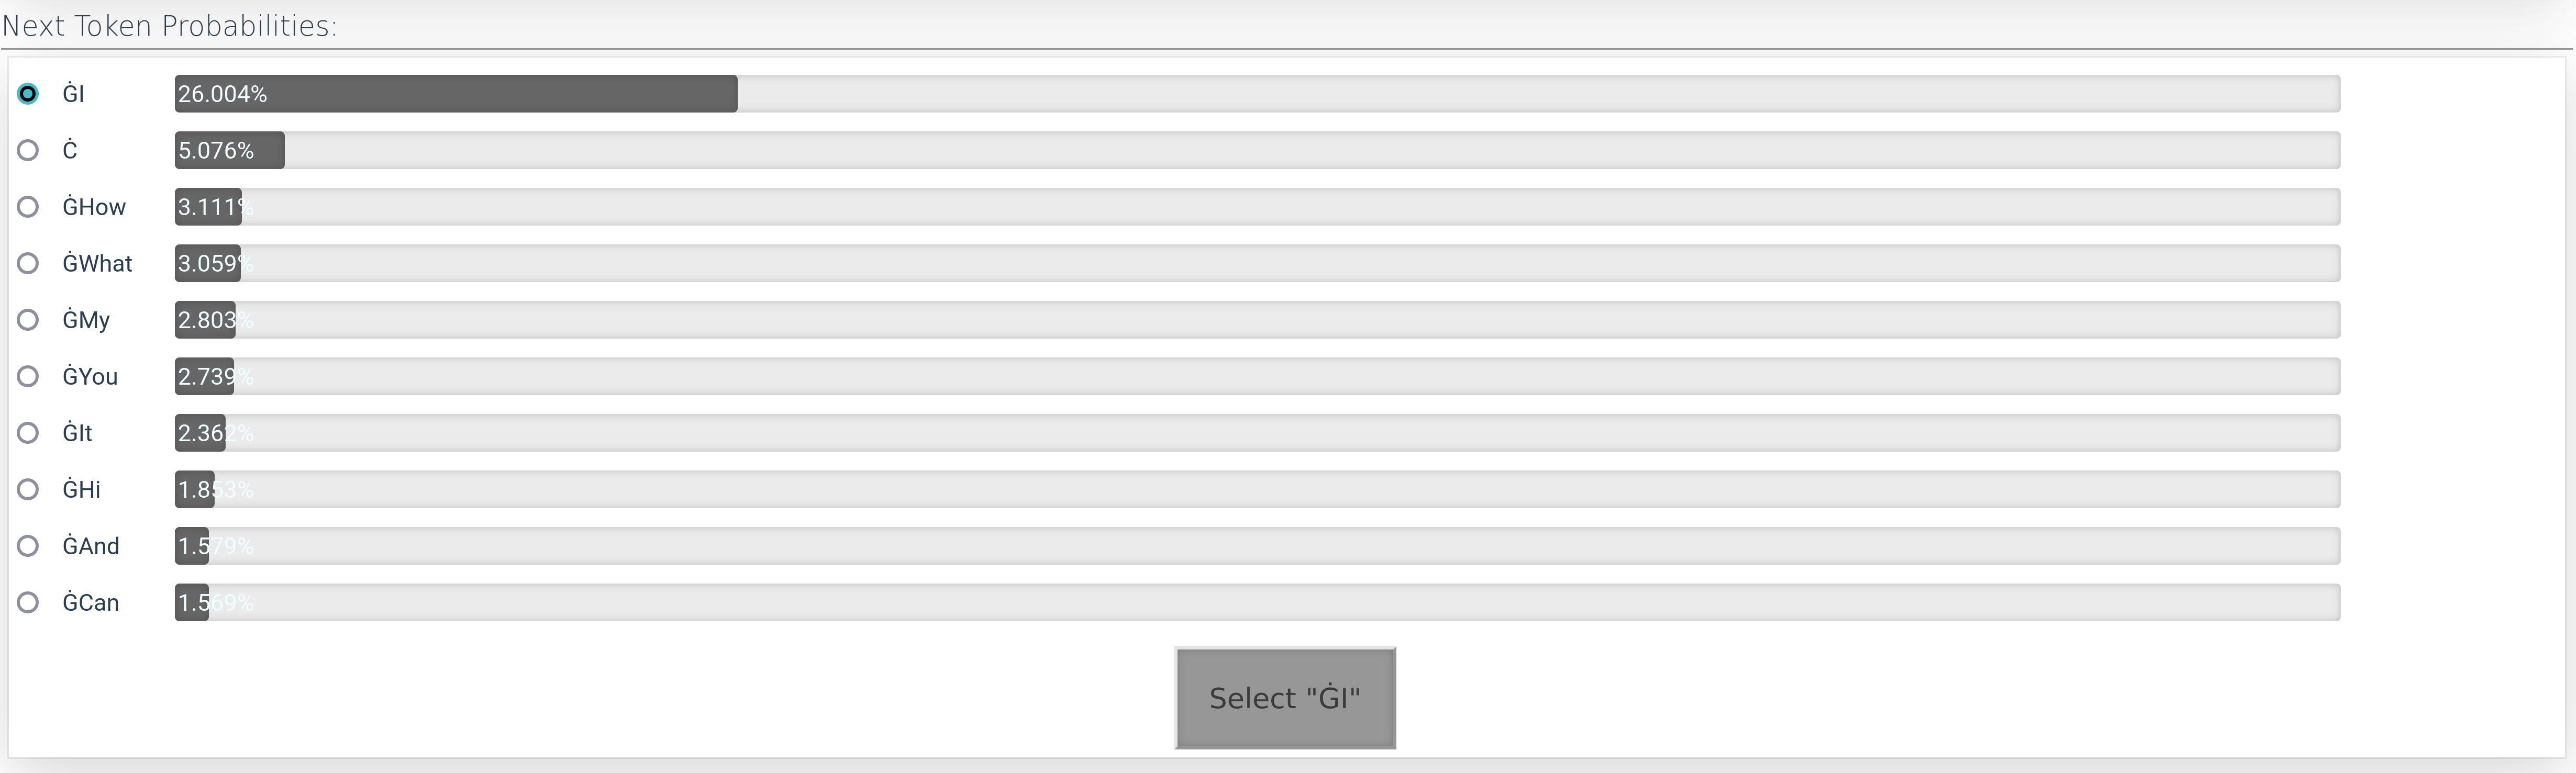 Next Token Probabilities:
ĠI 26.004%
Ċ 5.076%
ĠHow 3.111%
ĠWhat 3.059%
ĠMy 2.803%
ĠYou 2.739%
ĠIt 2.362%
ĠHi 1.853%
ĠAnd 1.579%
ĠCan 1.569%
Select "ĠI"